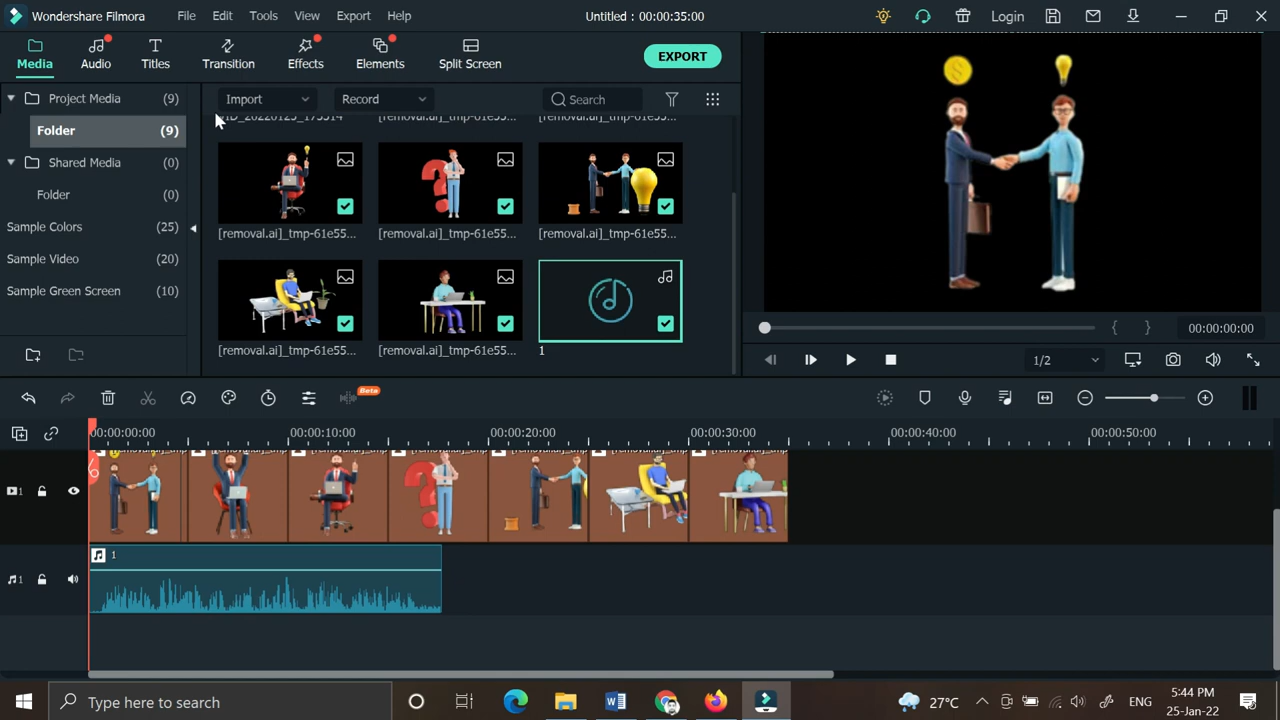 Wondershare Filmora File Edit Tools View Export Help Untitled : 00:00:35:00 Login
Media Audio Titles Transition Effects Elements Split Screen EXPORT
Project Media (9) Import Record Search
Folder (9)
Shared Media (0)
Folder (0)
Sample Colors (25)
Sample Video (20)
Sample Green Screen (10)
[removal.ai]_tmp-61e55... [removal.ai]_tmp-61e55... [removal.ai]_tmp-61e55...
[removal.ai]_tmp-61e55... [removal.ai]_tmp-61e55... 1
00:00:00:00
1/2
Beta
00:00:00:00 00:00:10:00 00:00:20:00 00:00:30:00 00:00:40:00 00:00:50:00
1
1
1
Type here to search 27°C ENG 5:44 PM
25-Jan-22